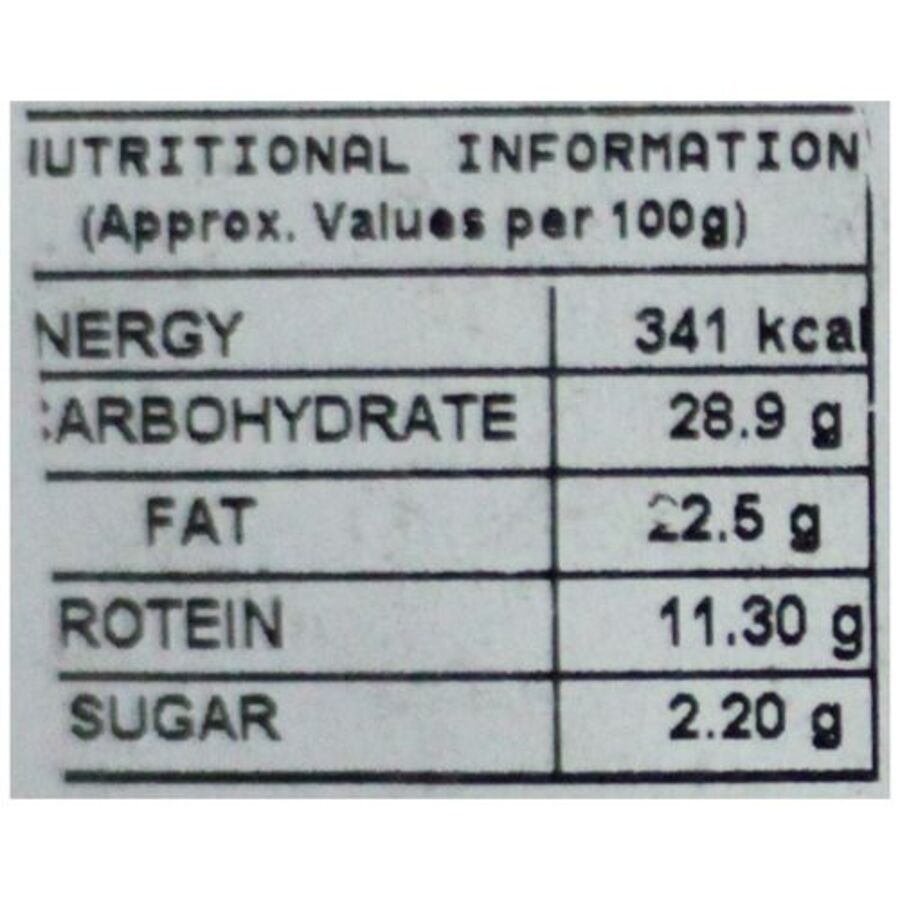 NUTRITIONAL INFORMATION
(Approx. Values per 100g)
NERGY 341 kcal
CARBOHYDRATE 28.9 g
FAT 22.5 g
ROTEIN 11.30 g
SUGAR 2.20 g